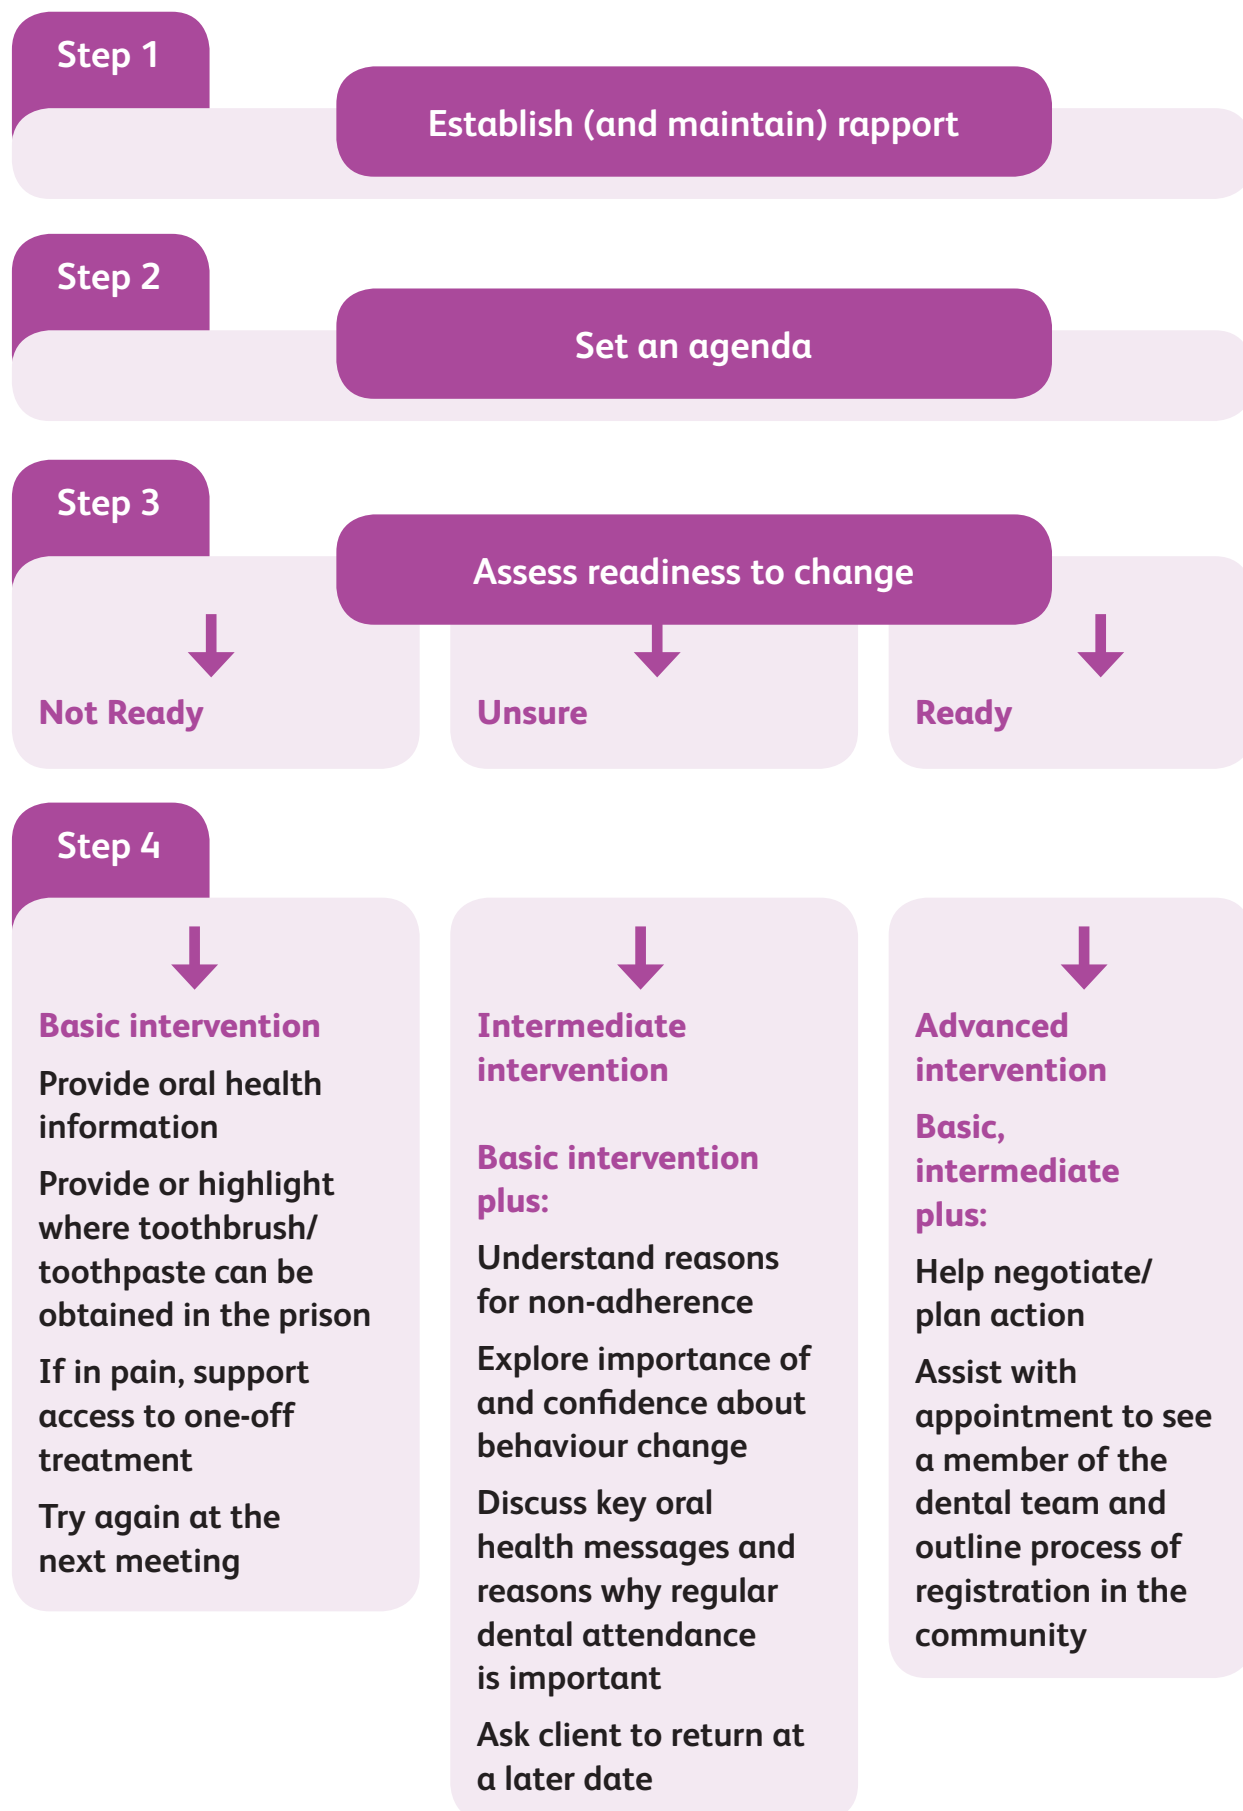 Step 1
Establish (and maintain) rapport
Step 2
Set an agenda
Step 3
Assess readiness to change
Not Ready
Unsure
Ready
Step 4
Basic intervention
Provide oral health
information
Provide or highlight
where toothbrush/
toothpaste can be
obtained in the prison
If in pain, support
access to one-off
treatment
Try again at the
next meeting
Intermediate
intervention
Basic intervention
plus:
Understand reasons
for non-adherence
Explore importance of
and confidence about
behaviour change
Discuss key oral
health messages and
reasons why regular
dental attendance
is important
Ask client to return at
a later date
Advanced
intervention
Basic,
intermediate
plus:
Help negotiate/
plan action
Assist with
appointment to see
a member of the
dental team and
outline process of
registration in the
community